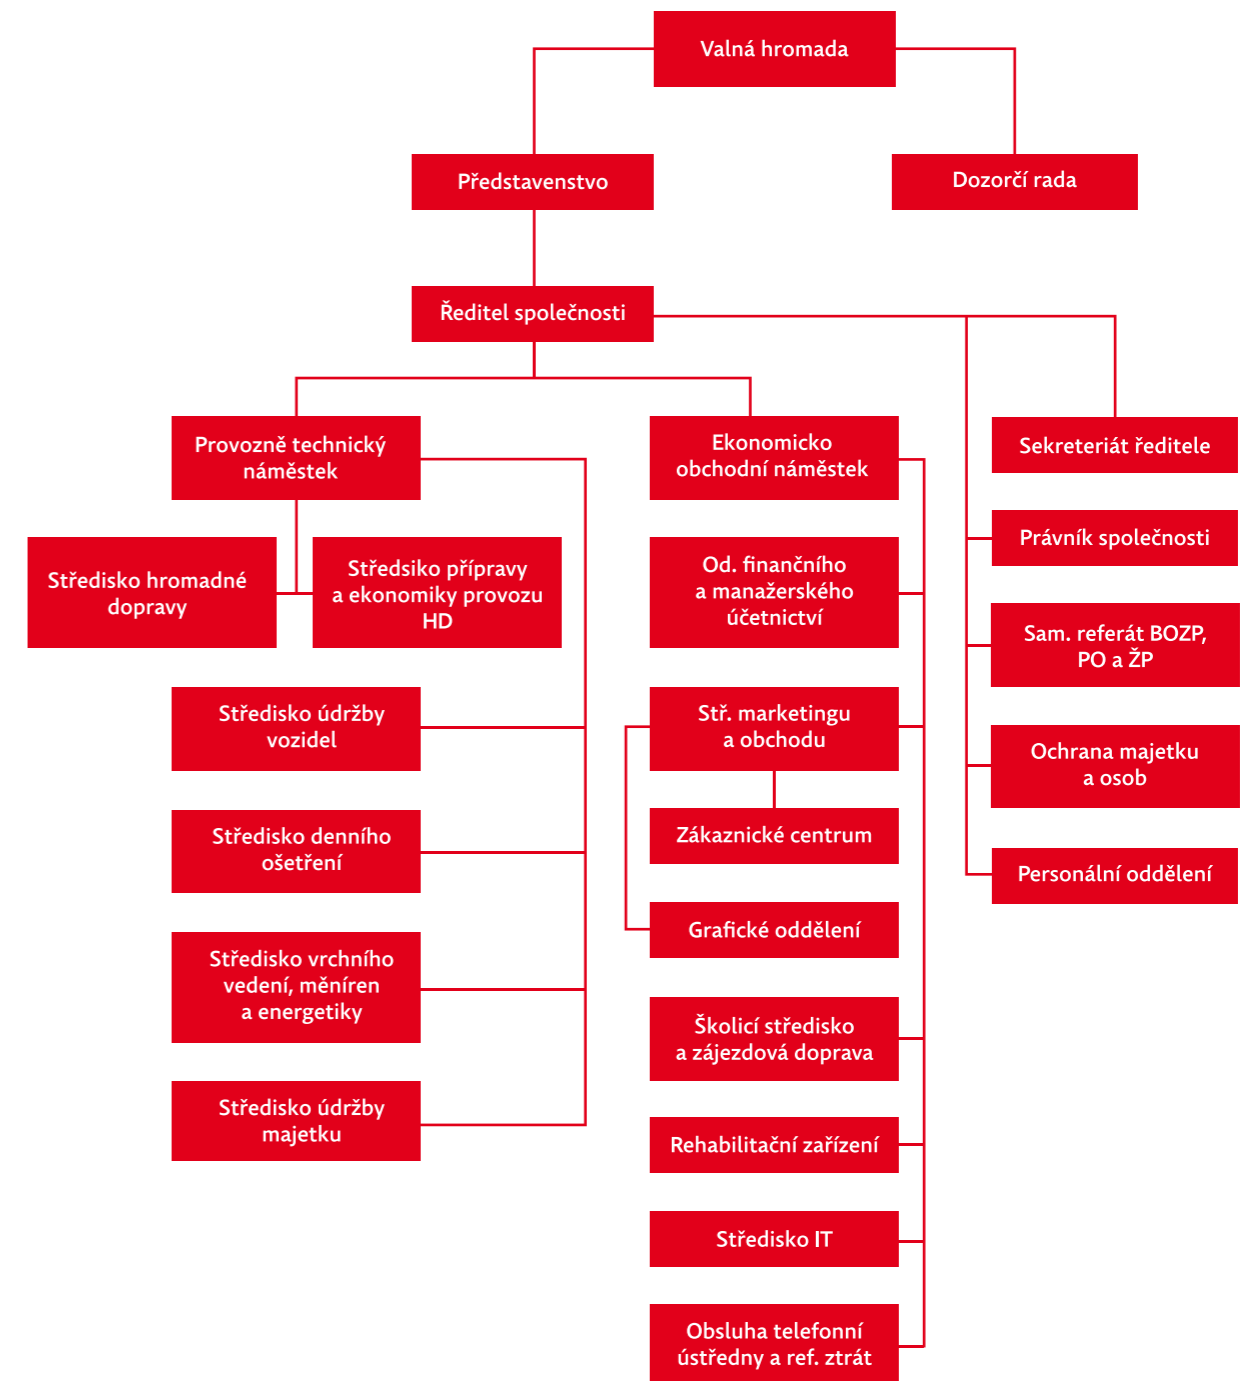 Valná hromada
Představenstvo
Dozorčí rada
Ředitel společnosti
Provozně technický
náměstek
Ekonomicko
obchodní náměstek
Sekreteriát ředitele
Středisko hromadné
dopravy
Středsiko přípravy
a ekonomiky provozu
HD
Od. finančního
a manažerského
účetnictví
Právník společnosti
Sam. referát BOZP,
PO a ŽP
Středisko údržby
vozidel
Stř. marketingu
a obchodu
Ochrana majetku
a osob
Středisko denního
ošetření
Zákaznické centrum
Personální oddělení
Grafické oddělení
Středisko vrchního
vedení, měníren
a energetiky
Školicí středisko
a zájezdová doprava
Středisko údržby
majetku
Rehabilitační zařízení
Středisko IT
Obsluha telefonní
ústředny a ref. ztrát